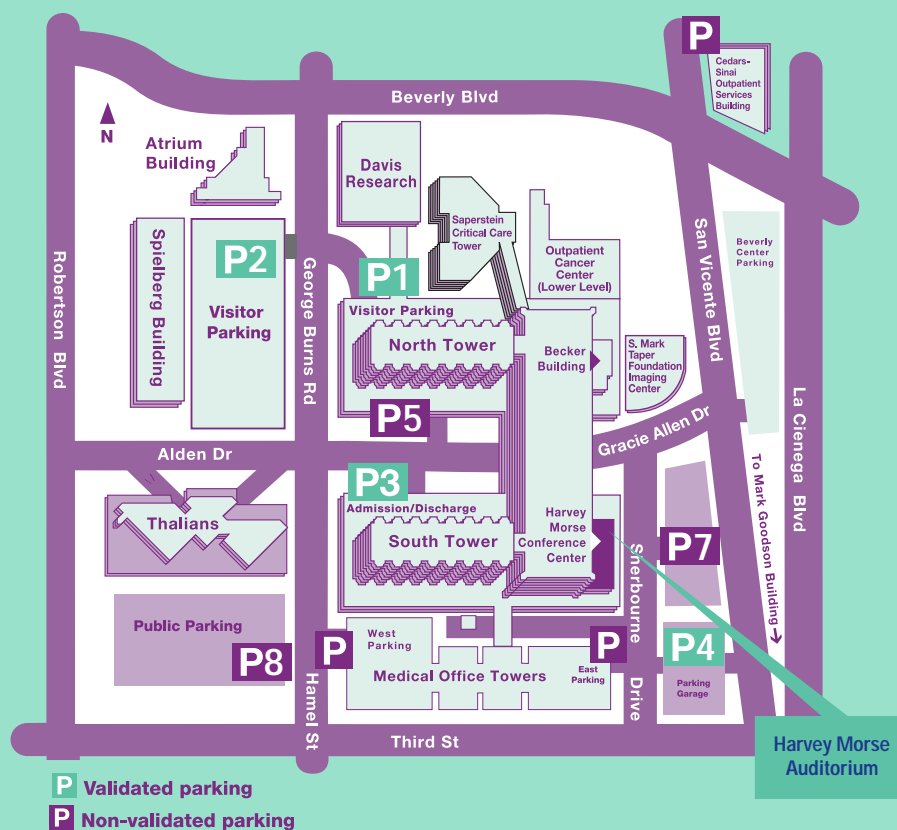 P
Cedars-
Sinai
Outpatient
Services
Building
Beverly Blvd
N
Atrium
Building
Davis
Research
Saperstein
Critical Care
Tower
Outpatient
Cancer
Center
(Lower Level)
San Vicente Blvd
Beverly
Center
Parking
Robertson Blvd
Spielberg Building
P2
Visitor
Parking
George Burns Rd
P1
Visitor Parking
North Tower
Becker
Building
S. Mark
Taper
Foundation
Imaging
Center
La Cienega Blvd
P5
Gracie Allen Dr
Alden Dr
P3
Admission/Discharge
South Tower
Harvey
Morse
Conference
Center
Thalians
Sherbourne Drive
P7
To Mark Goodson Building
Public Parking
P8
P
West
Parking
Medical Office Towers
P
East
Parking
P4
Parking
Garage
Hamel St
Third St
Harvey Morse
Auditorium
P Validated parking
P Non-validated parking